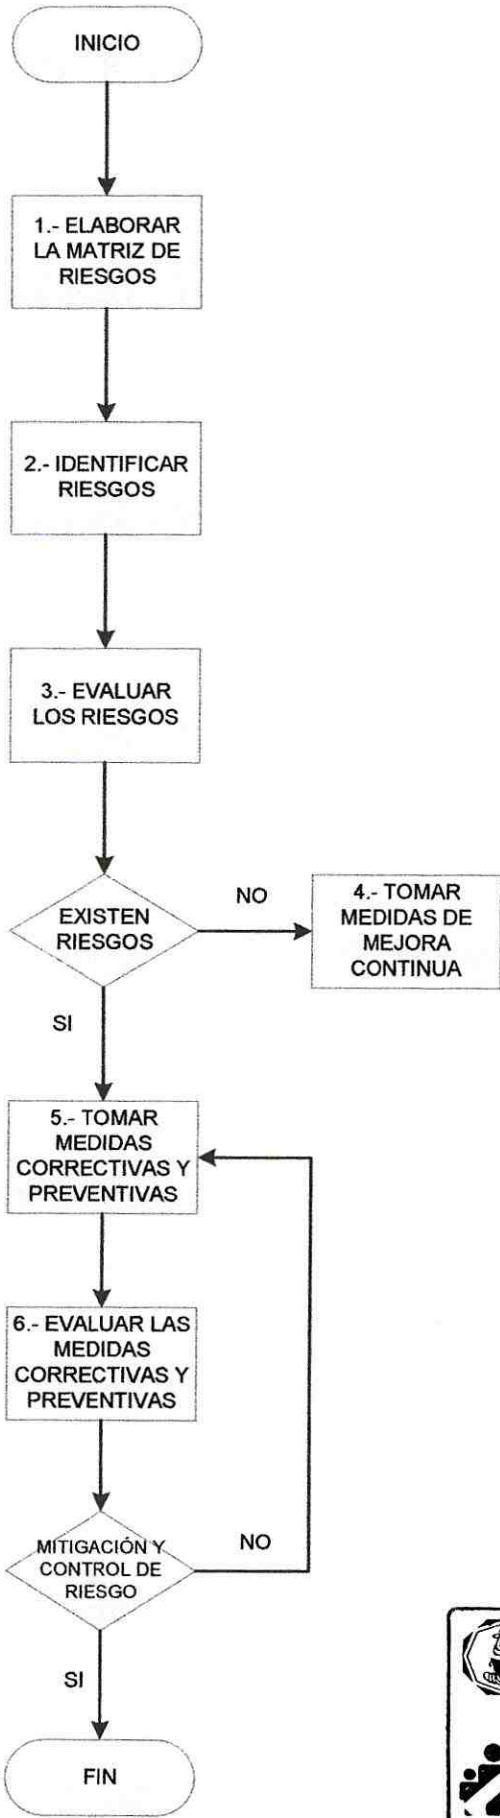 INICIO
1.- ELABORAR
LA MATRIZ DE
RIESGOS
2.- IDENTIFICAR
RIESGOS
3.- EVALUAR
LOS RIESGOS
EXISTEN
RIESGOS
NO
4.- TOMAR
MEDIDAS DE
MEJORA
CONTINUA
SI
5.- TOMAR
MEDIDAS
CORRECTIVAS Y
PREVENTIVAS
6.- EVALUAR LAS
MEDIDAS
CORRECTIVAS Y
PREVENTIVAS
MITIGACIÓN Y
CONTROL DE
RIESGO
NO
SI
FIN